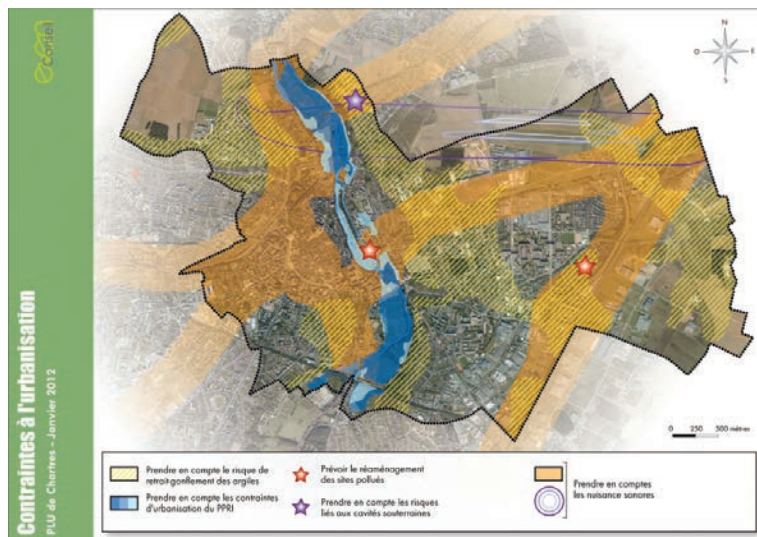 éCo
Conseil
Contraintes à l'urbanisation
PLU de Chartres - Janvier 2012
N
O
E
S
0 250 500 mètres
Prendre en compte le risque de
retrait-gonflement des argiles
Prendre en compte les contraintes
d'urbanisation du PPRI
Prévoir le réaménagement
des sites pollués
Prendre en compte les risques
liés aux cavités souterraines
Prendre en comptes
les nuisance sonores